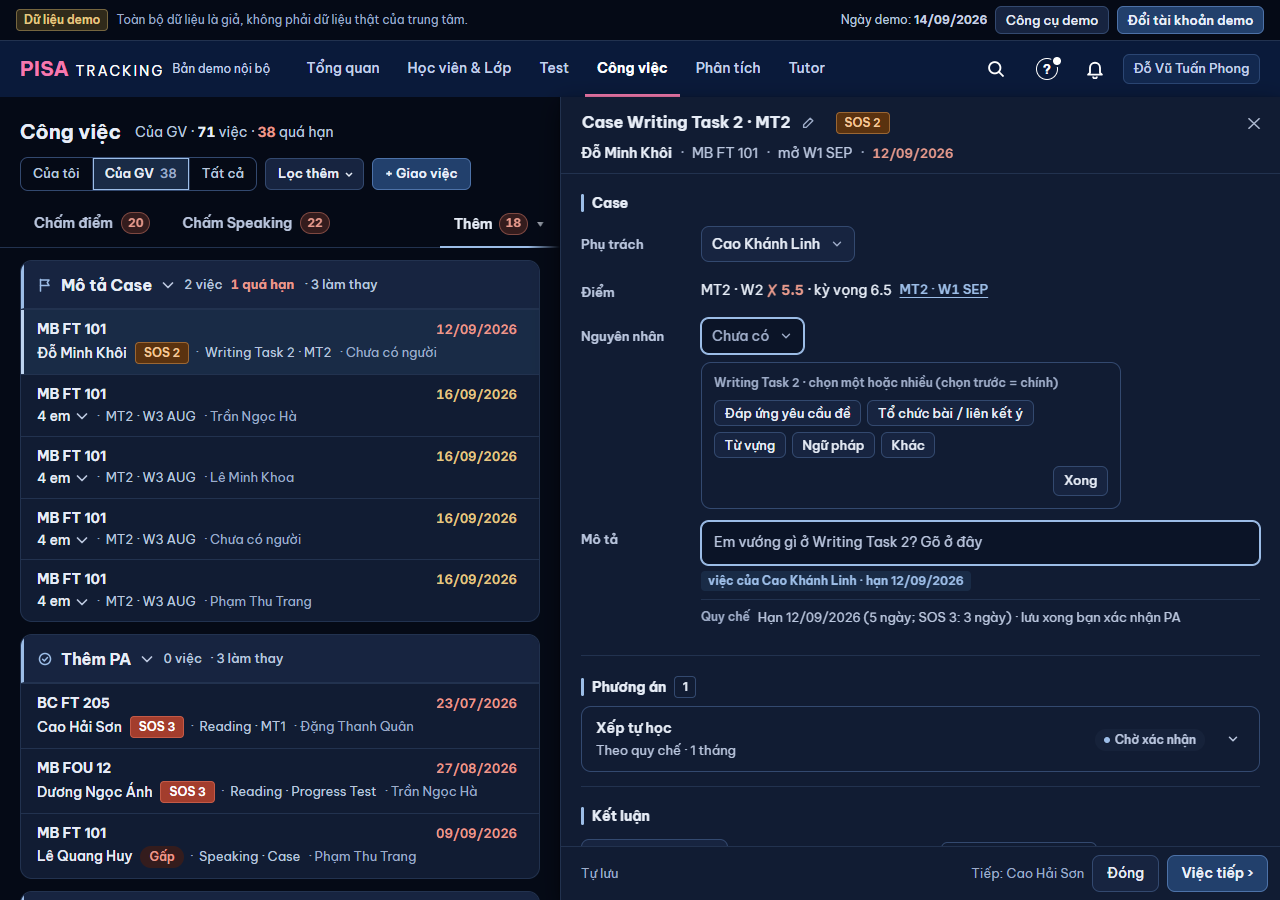 Dữ liệu demo Toàn bộ dữ liệu là giả, không phải dữ liệu thật của trung tâm. Ngày demo: 14/09/2026 Công cụ demo Đổi tài khoản demo
PISA TRACKING Bản demo nội bộ Tổng quan Học viên & Lớp Test Công việc Phân tích Tutor ? Đỗ Vũ Tuấn Phong
Công việc Của GV · 71 việc · 38 quá hạn
Của tôi Của GV 38 Tất cả Lọc thêm + Giao việc
Chấm điểm 20 Chấm Speaking 22 Thêm 18
Mô tả Case 2 việc 1 quá hạn · 3 làm thay
MB FT 101 12/09/2026
Đỗ Minh Khôi SOS 2 · Writing Task 2 · MT2 · Chưa có người
MB FT 101 16/09/2026
4 em · MT2 · W3 AUG · Trần Ngọc Hà
MB FT 101 16/09/2026
4 em · MT2 · W3 AUG · Lê Minh Khoa
MB FT 101 16/09/2026
4 em · MT2 · W3 AUG · Chưa có người
MB FT 101 16/09/2026
4 em · MT2 · W3 AUG · Phạm Thu Trang
Thêm PA 0 việc · 3 làm thay
BC FT 205 23/07/2026
Cao Hải Sơn SOS 3 · Reading · MT1 · Đặng Thanh Quân
MB FOU 12 27/08/2026
Dương Ngọc Ánh SOS 3 · Reading · Progress Test · Trần Ngọc Hà
MB FT 101 09/09/2026
Lê Quang Huy Gấp · Speaking · Case · Phạm Thu Trang
Case Writing Task 2 · MT2 SOS 2
Đỗ Minh Khôi · MB FT 101 · mở W1 SEP · 12/09/2026
Case
Phụ trách Cao Khánh Linh
Điểm MT2 · W2 ✗ 5.5 · kỳ vọng 6.5 MT2 · W1 SEP
Nguyên nhân Chưa có
Writing Task 2 · chọn một hoặc nhiều (chọn trước = chính)
Đáp ứng yêu cầu đề Tổ chức bài / liên kết ý
Từ vựng Ngữ pháp Khác
Xong
Mô tả Em vướng gì ở Writing Task 2? Gõ ở đây
việc của Cao Khánh Linh · hạn 12/09/2026
Quy chế Hạn 12/09/2026 (5 ngày; SOS 3: 3 ngày) · lưu xong bạn xác nhận PA
Phương án 1
Xếp tự học
Theo quy chế · 1 tháng
Chờ xác nhận
Kết luận
Tự lưu Tiếp: Cao Hải Sơn Đóng Việc tiếp ›